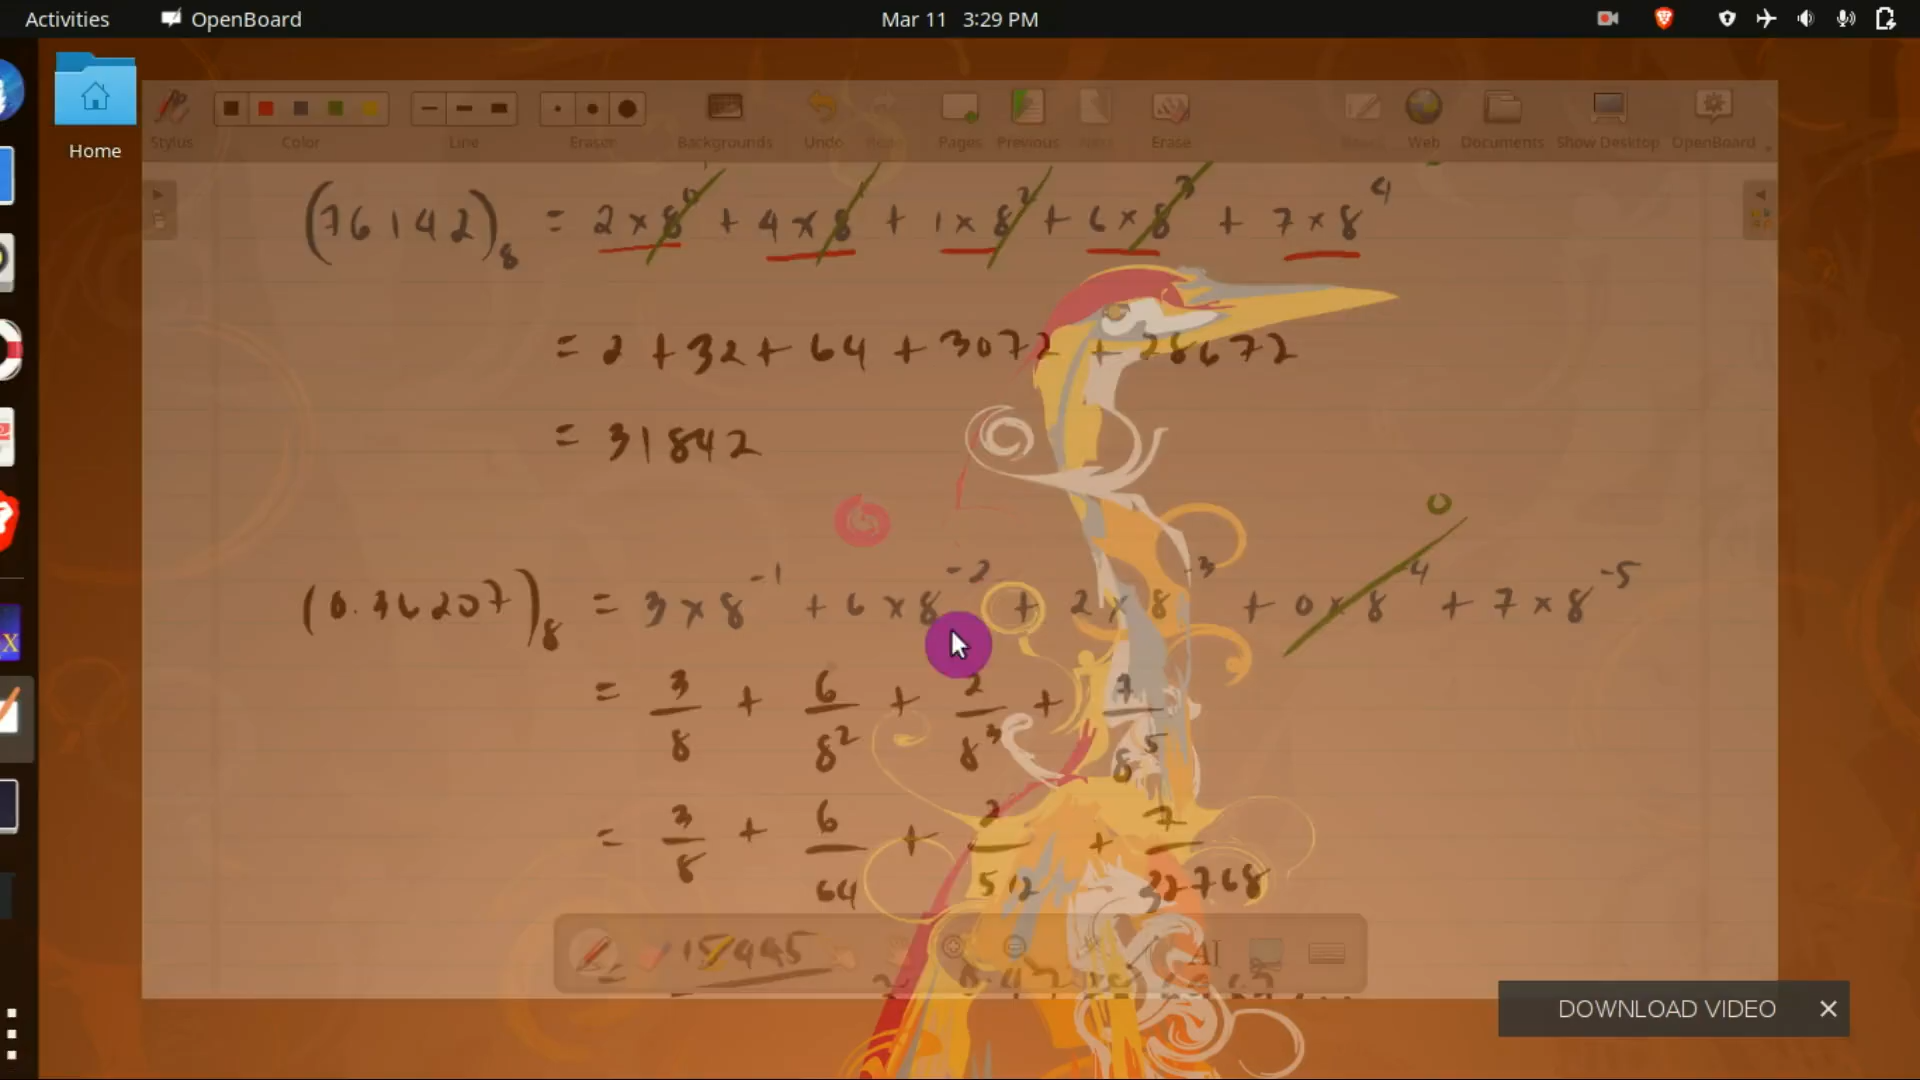 Activities OpenBoard Mar 11 3:29 PM
Home
Stylus Color Line Eraser Backgrounds Undo Pages Previous Erase Web Documents Show Desktop OpenBoard
(76142)₈ = 2 × 8⁰ + 4 × 8¹ + 1 × 8² + 6 × 8³ + 7 × 8⁴
= 2 + 32 + 64 + 3072 + 28672
= 31842
0
(0.36207)₈ = 3 × 8⁻¹ + 6 × 8⁻² + 2 × 8⁻³ + 0 × 8⁻⁴ + 7 × 8⁻⁵
= 3/8 + 6/8² + 2/8³ + 7/8⁵
= 3/8 + 6/64 + 2/512 + 7/32768
= 15495
AI
X
DOWNLOAD VIDEO ×